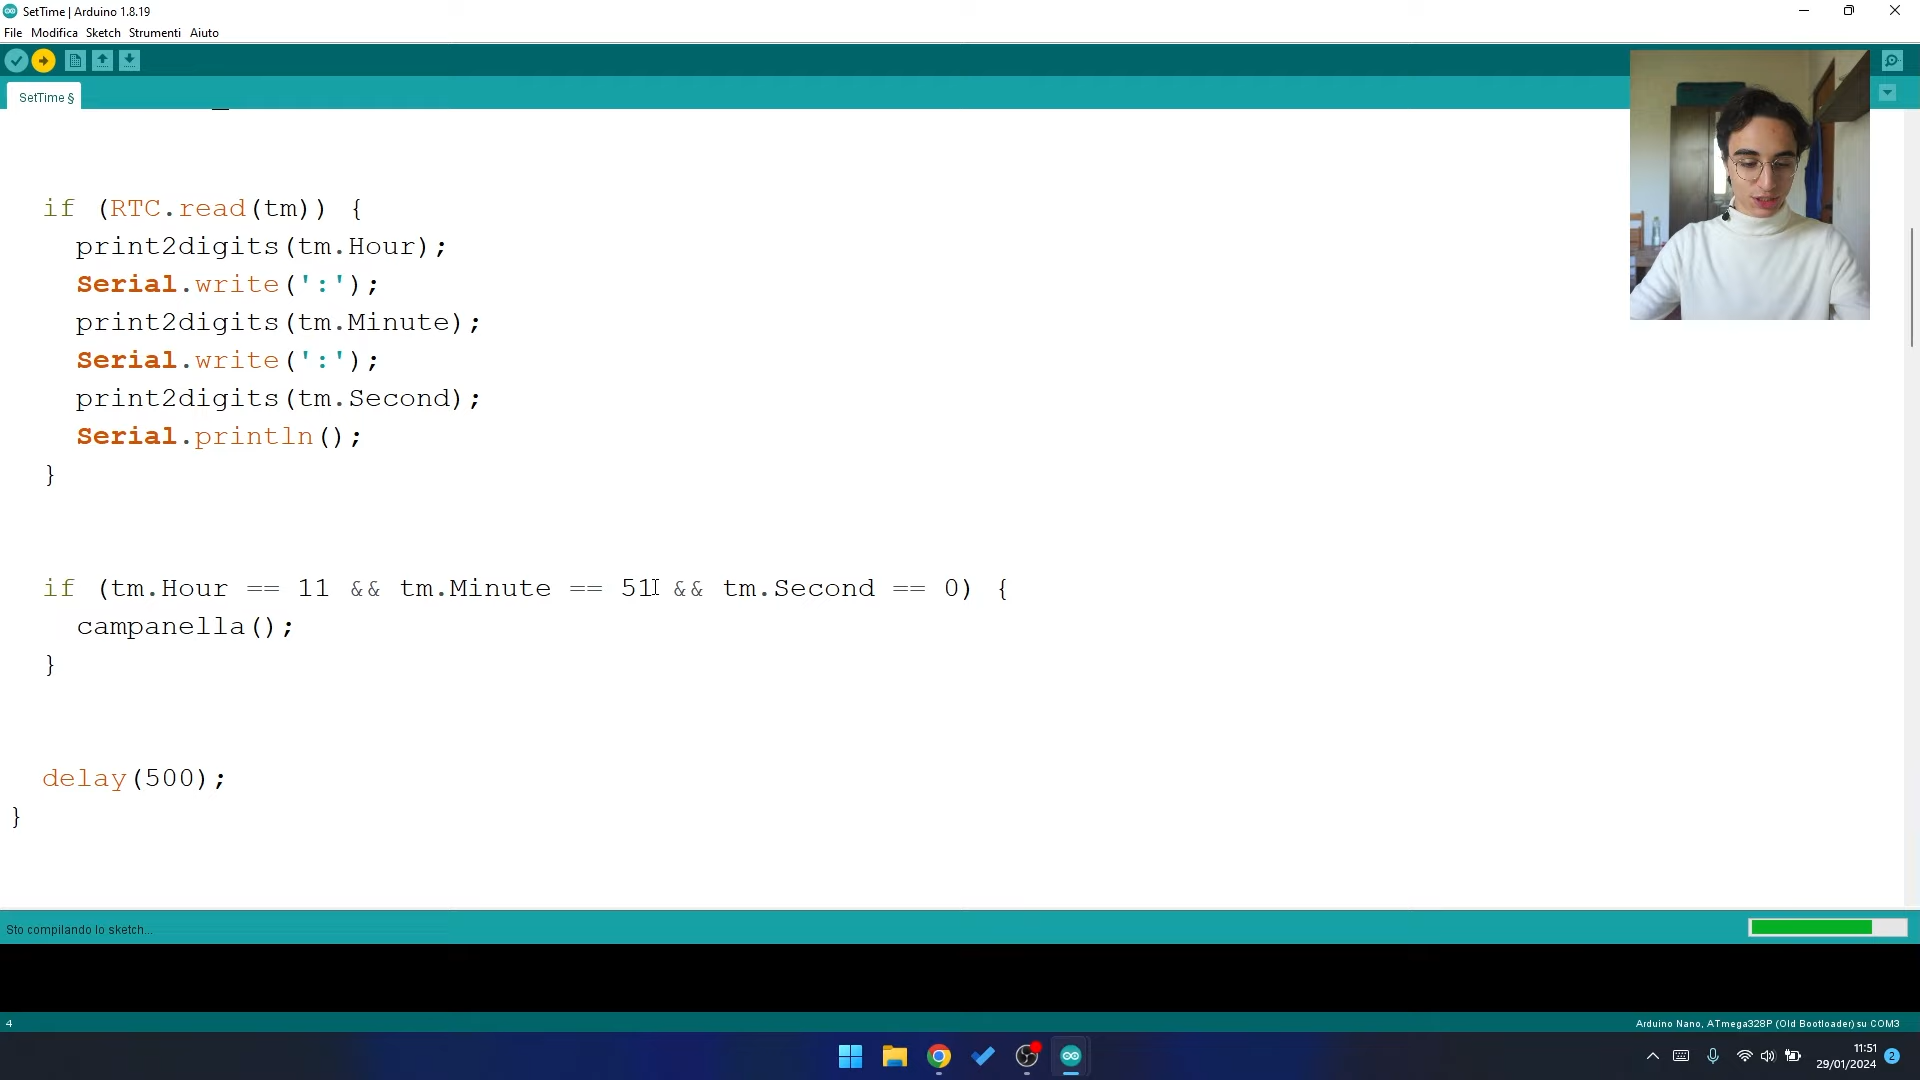 SetTime | Arduino 1.8.19
File Modifica Sketch Strumenti Aiuto
SetTime §
if (RTC.read(tm)) {
print2digits(tm.Hour);
Serial.write(':');
print2digits(tm.Minute);
Serial.write(':');
print2digits(tm.Second);
Serial.println();
}
if (tm.Hour == 11 && tm.Minute == 51 && tm.Second == 0) {
campanella();
}
delay(500);
}
Sto compilando lo sketch...
4
Arduino Nano, ATmega328P (Old Bootloader) su COM3
11:51
29/01/2024
2